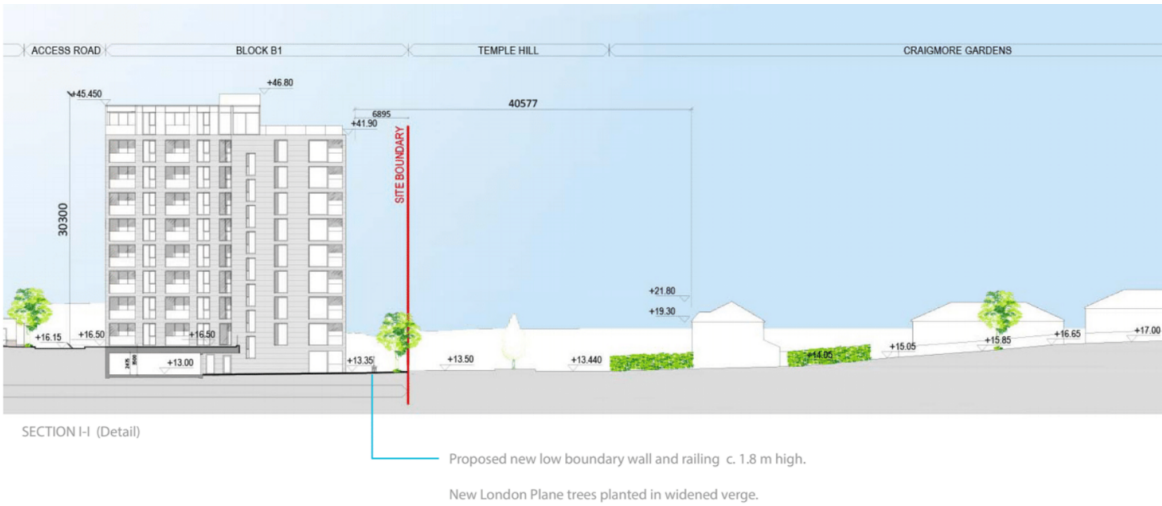 ACCESS ROAD
BLOCK B1
TEMPLE HILL
CRAIGMORE GARDENS
+46.80
+45.450
40577
6895
+41.90
SITE BOUNDARY
30300
+21.80
+19.30
+16.15
+16.50
+16.50
+13.00
+13.35
+13.50
+13.440
+14.05
+15.05
+15.85
+16.65
+17.00
SECTION I-I (Detail)
Proposed new low boundary wall and railing c. 1.8 m high.
New London Plane trees planted in widened verge.